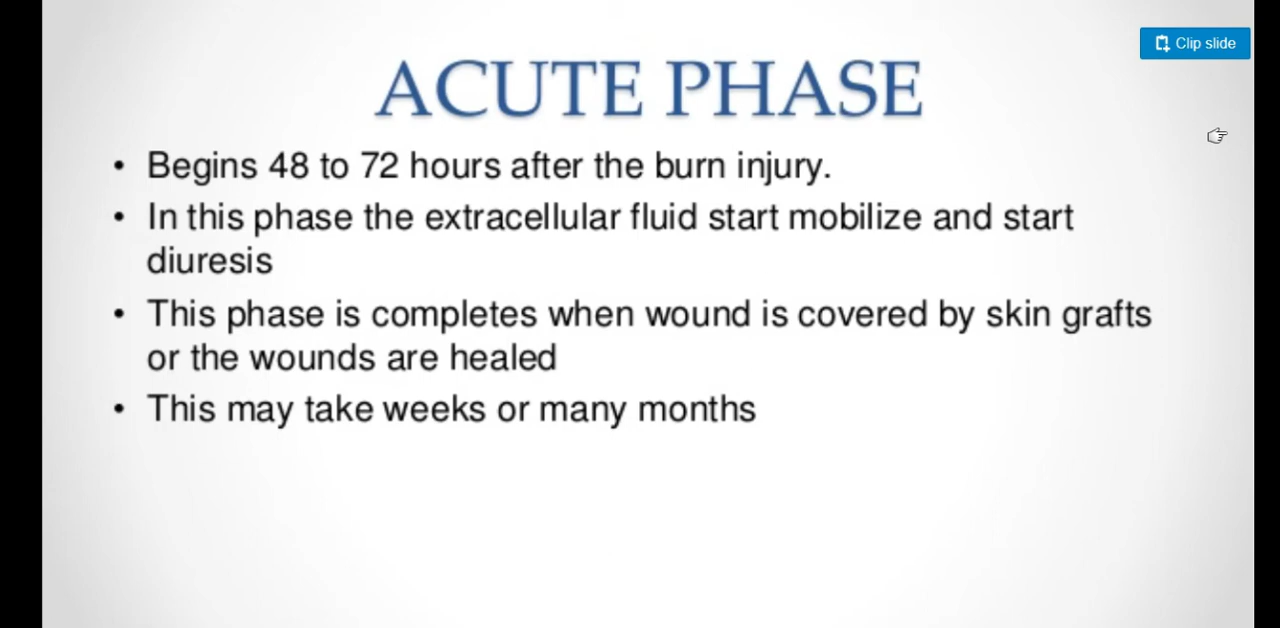 Clip slide
ACUTE PHASE
• Begins 48 to 72 hours after the burn injury.
• In this phase the extracellular fluid start mobilize and start
diuresis
• This phase is completes when wound is covered by skin grafts
or the wounds are healed
• This may take weeks or many months